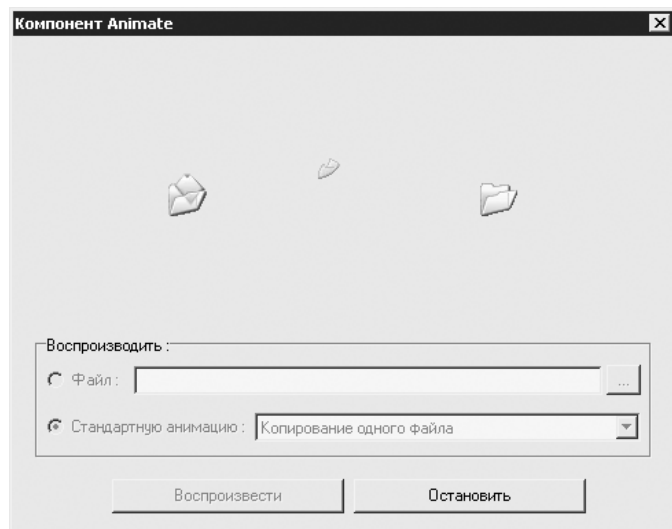 Компонент Animate
Воспроизводить :
Файл :
...
Стандартную анимацию : Копирование одного файла
Воспроизвести Остановить